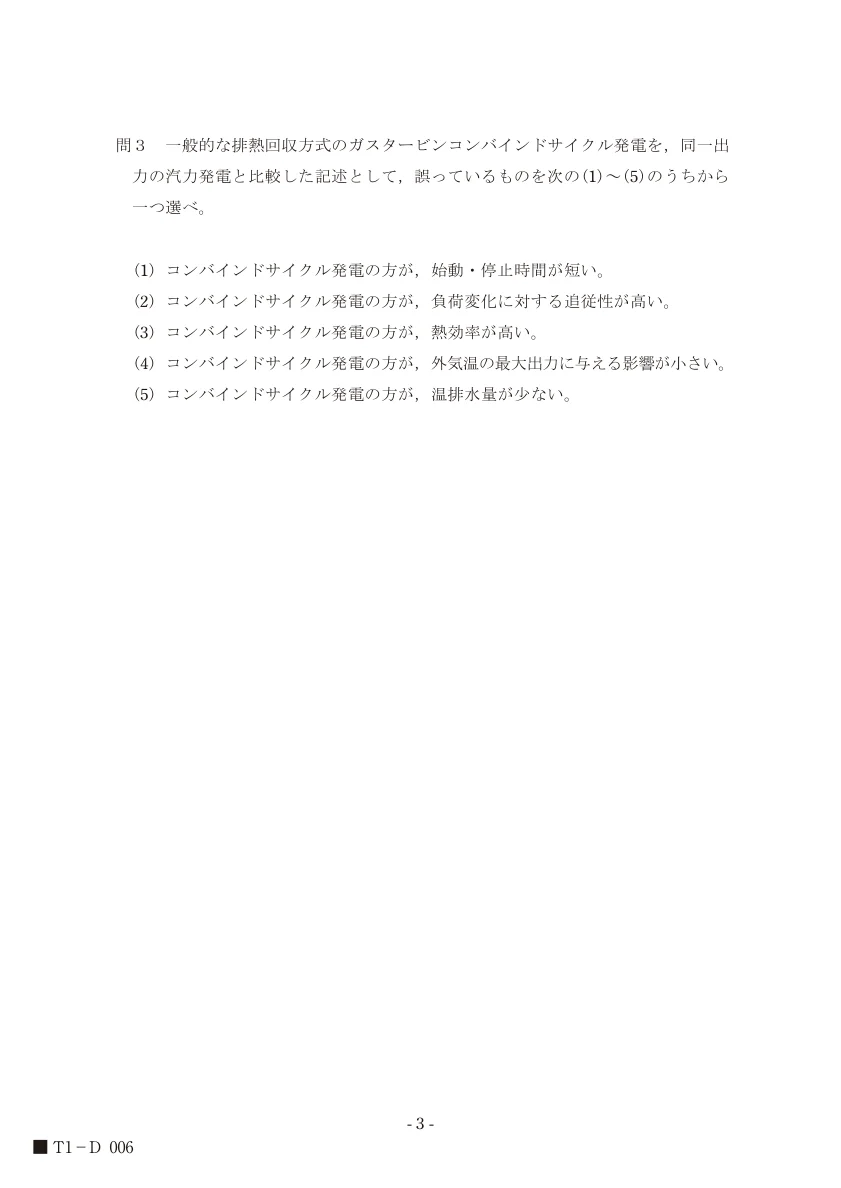 問3　一般的な排熱回収方式のガスタービンコンバインドサイクル発電を，同一出
力の汽力発電と比較した記述として，誤っているものを次の(1)～(5)のうちから
一つ選べ。
(1) コンバインドサイクル発電の方が，始動・停止時間が短い。
(2) コンバインドサイクル発電の方が，負荷変化に対する追従性が高い。
(3) コンバインドサイクル発電の方が，熱効率が高い。
(4) コンバインドサイクル発電の方が，外気温の最大出力に与える影響が小さい。
(5) コンバインドサイクル発電の方が，温排水量が少ない。
- 3 -
■ T1－D 006